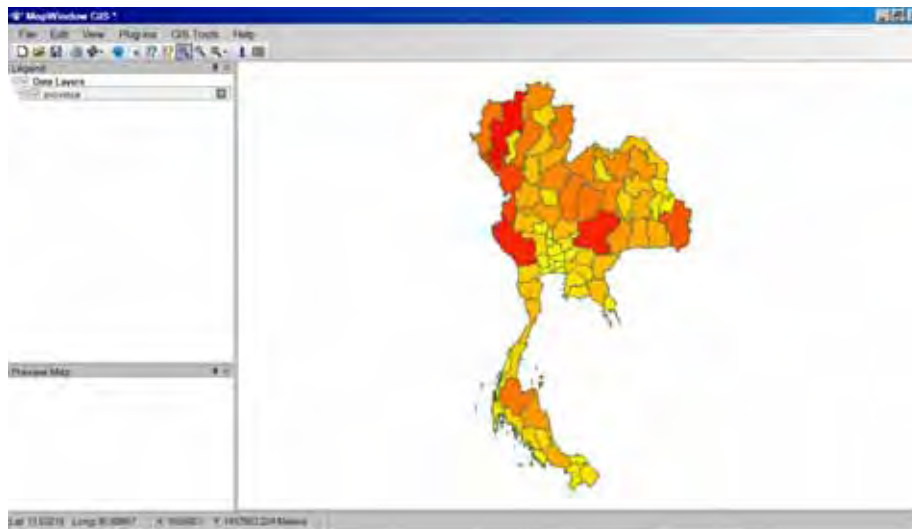 MapWindow GIS *
File Edit View Plug-ins GIS Tools Help
Legend
Data Layers
province
Preview Map